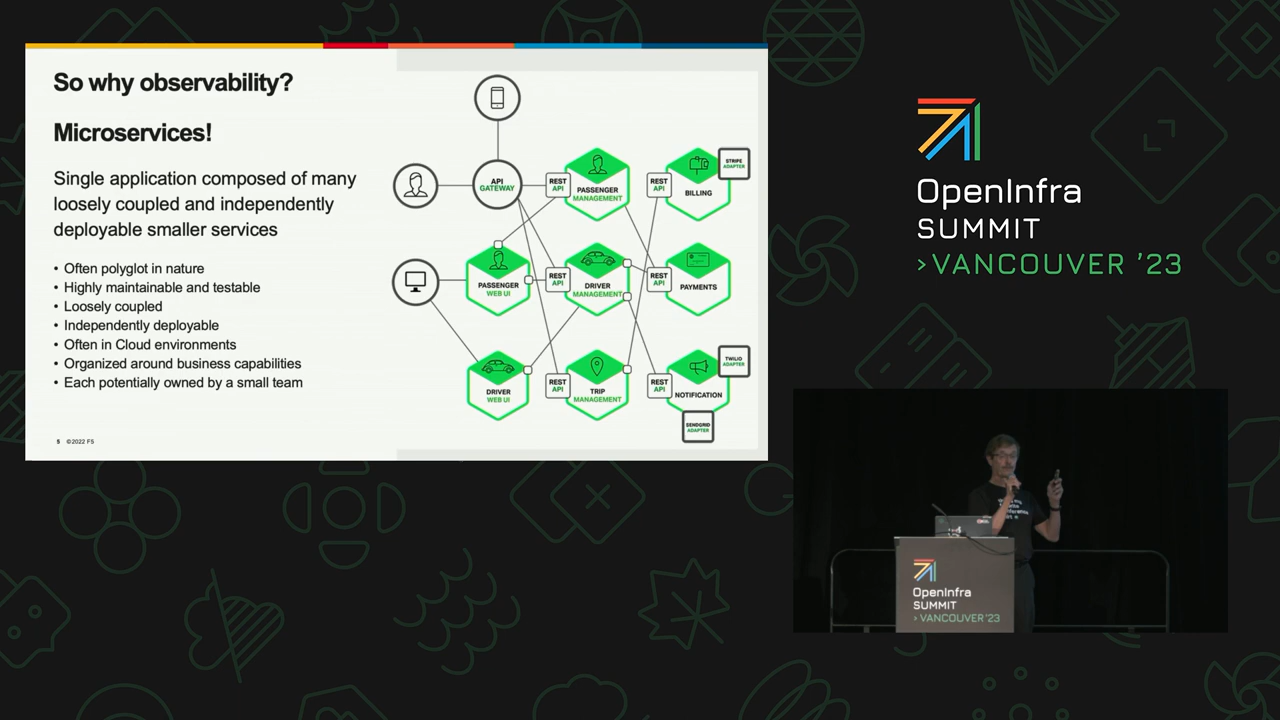 So why observability?
Microservices!
Single application composed of many
loosely coupled and independently
deployable smaller services
• Often polyglot in nature
• Highly maintainable and testable
• Loosely coupled
• Independently deployable
• Often in Cloud environments
• Organized around business capabilities
• Each potentially owned by a small team
5 ©2022 F5
API
GATEWAY
REST
API
PASSENGER
MANAGEMENT
REST
API
BILLING
STRIPE
ADAPTER
PASSENGER
WEB UI
REST
API
DRIVER
MANAGEMENT
REST
API
PAYMENTS
DRIVER
WEB UI
REST
API
TRIP
MANAGEMENT
REST
API
NOTIFICATION
TWILIO
ADAPTER
SENDGRID
ADAPTER
OpenInfra
SUMMIT
>VANCOUVER '23
OpenInfra
SUMMIT
>VANCOUVER '23